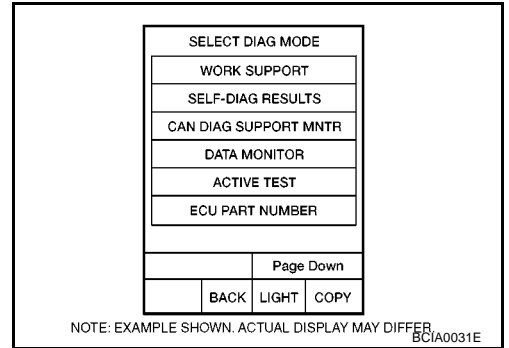 SELECT DIAG MODE
WORK SUPPORT
SELF-DIAG RESULTS
CAN DIAG SUPPORT MNTR
DATA MONITOR
ACTIVE TEST
ECU PART NUMBER
Page Down
BACK LIGHT COPY
NOTE: EXAMPLE SHOWN. ACTUAL DISPLAY MAY DIFFER.
BCIA0031E